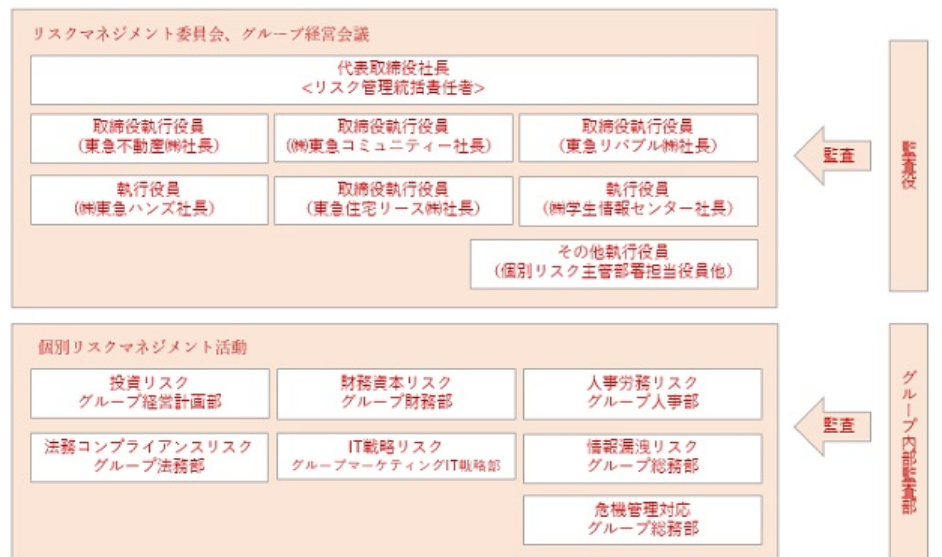 リスクマネジメント委員会、グループ経営会議
代表取締役社長
<リスク管理統括責任者>
取締役執行役員
(東急不動産㈱社長)
取締役執行役員
(㈱東急コミュニティー社長)
取締役執行役員
(東急リバブル㈱社長)
執行役員
(㈱東急ハンズ社長)
取締役執行役員
(東急住宅リース㈱社長)
執行役員
(㈱学生情報センター社長)
その他執行役員
(個別リスク主管部署担当役員他)
監査
監査役
個別リスクマネジメント活動
投資リスク
グループ経営計画部
財務資本リスク
グループ財務部
人事労務リスク
グループ人事部
法務コンプライアンスリスク
グループ法務部
IT戦略リスク
グループマーケティングIT戦略部
情報漏洩リスク
グループ総務部
危機管理対応
グループ総務部
監査
グループ内部監査部